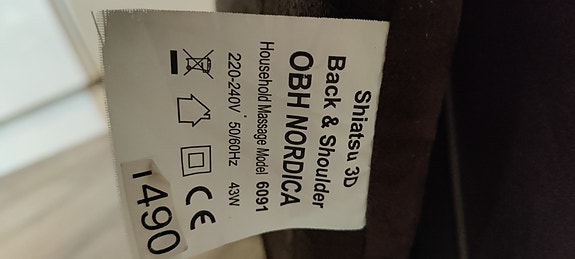 Shiatsu 3D
Back & Shoulder
OBH NORDICA
Household Massage Model 6091
220-240V~ 50/60Hz 43W
CE
1490